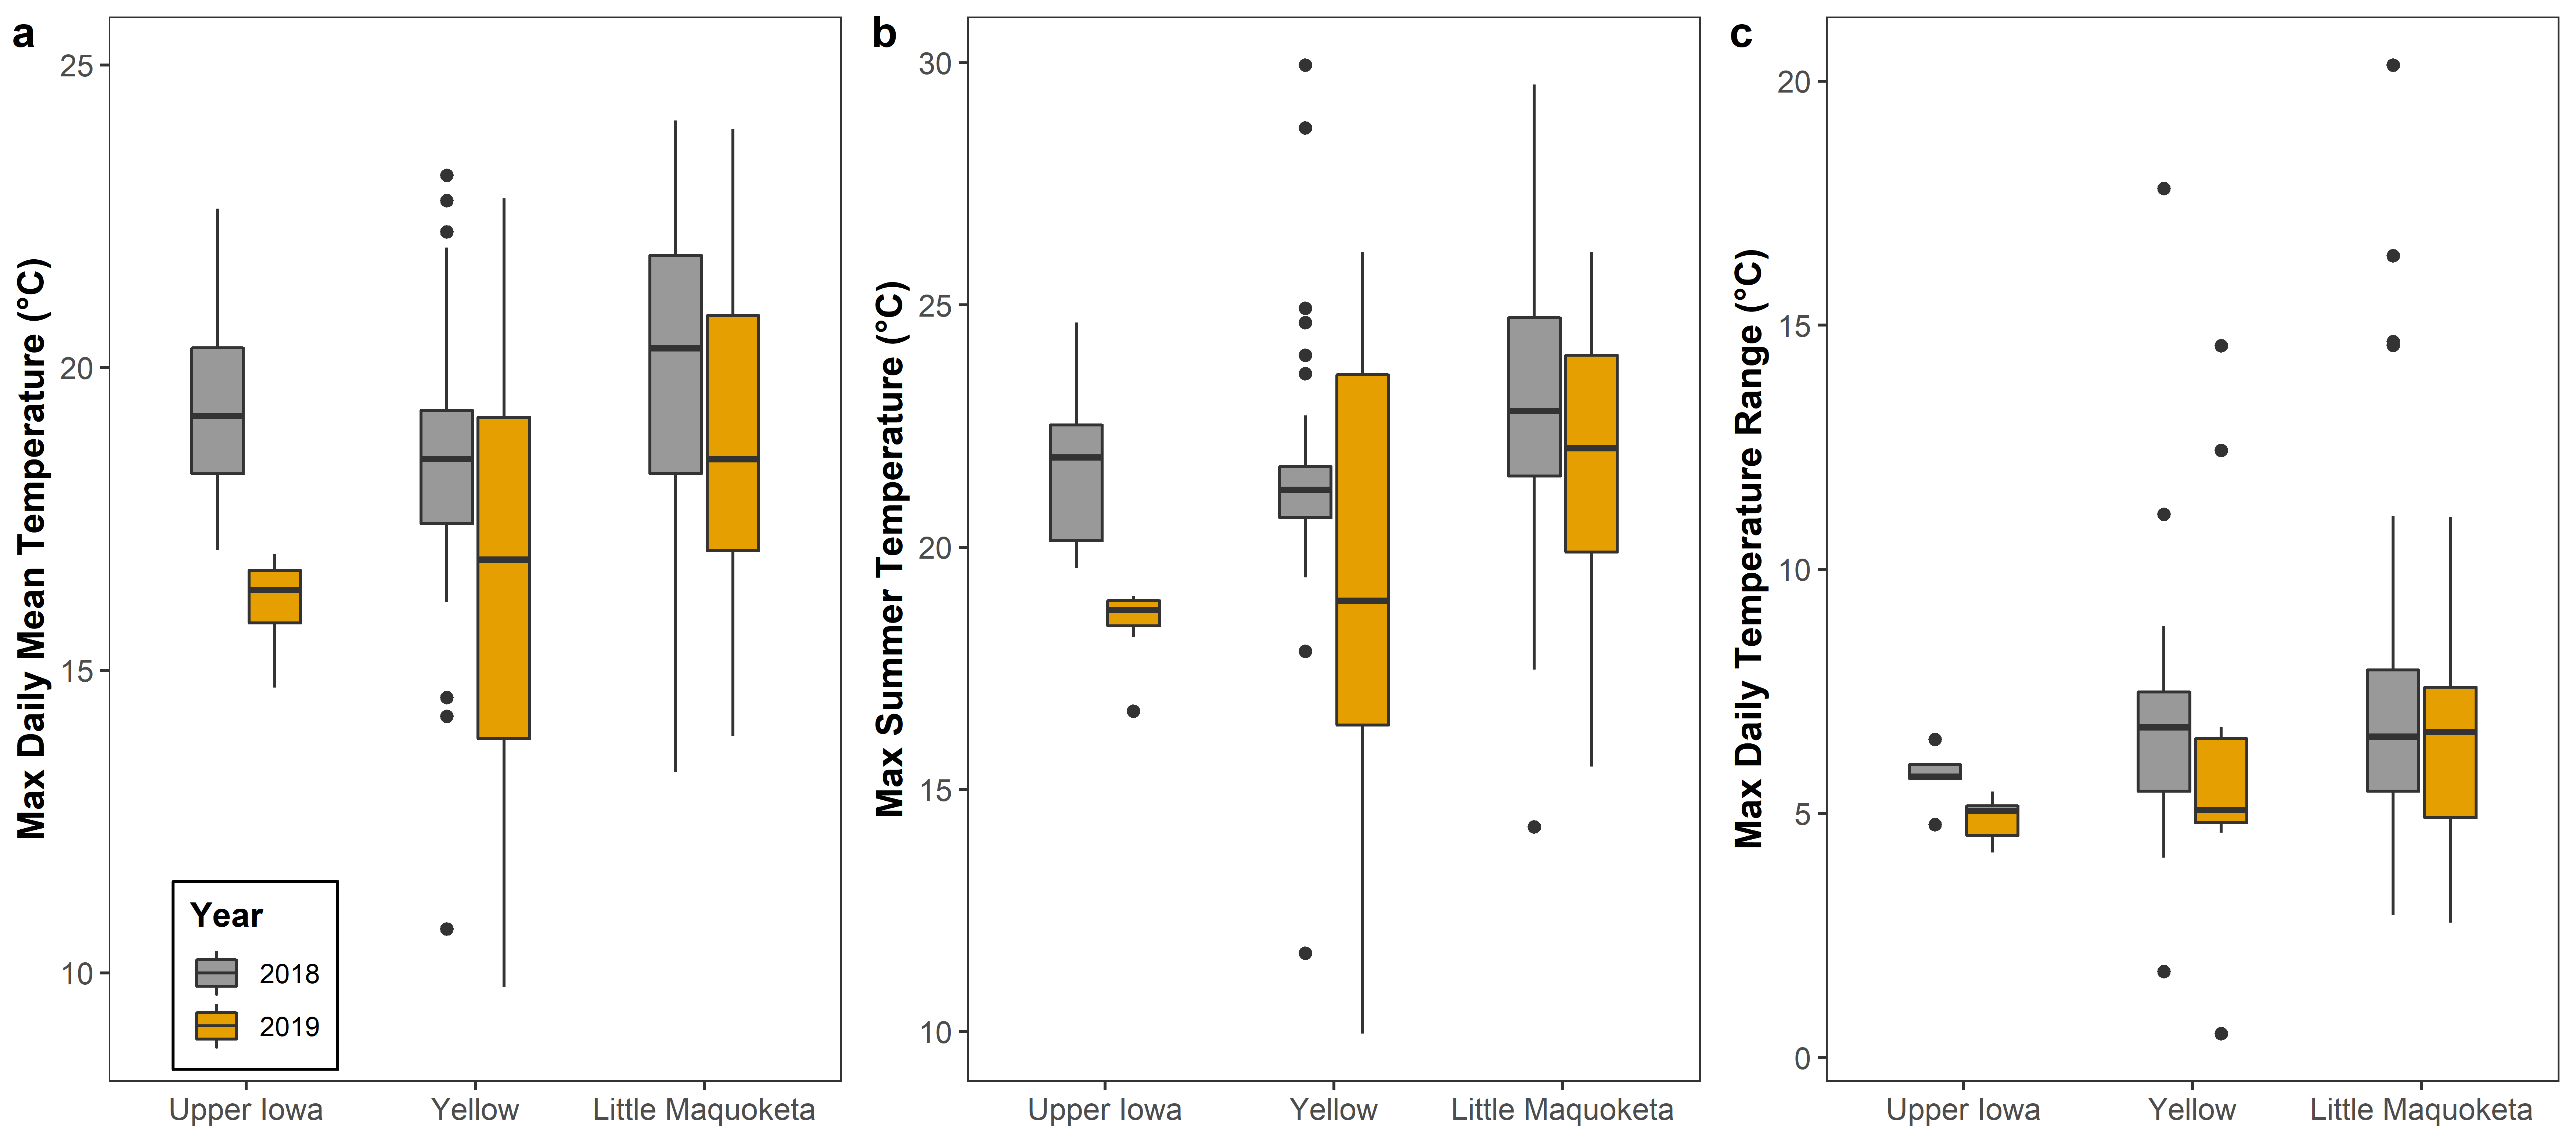 a
Max Daily Mean Temperature (°C)
25
20
15
10
Year
2018
2019
Upper Iowa
Yellow
Little Maquoketa
b
Max Summer Temperature (°C)
30
25
20
15
10
Upper Iowa
Yellow
Little Maquoketa
c
Max Daily Temperature Range (°C)
20
15
10
5
0
Upper Iowa
Yellow
Little Maquoketa